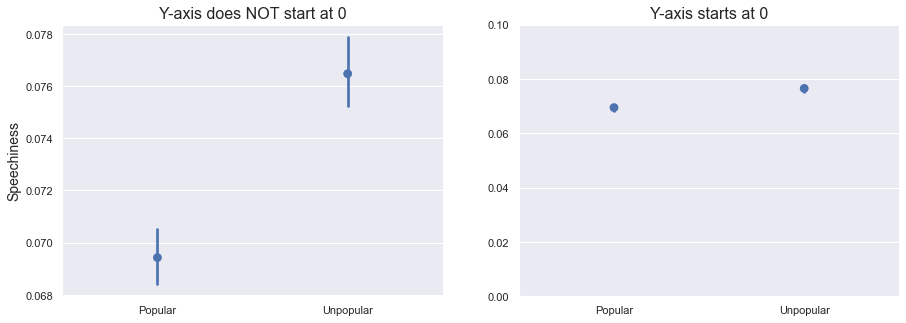 Y-axis does NOT start at 0
Speechiness
0.078
0.076
0.074
0.072
0.070
0.068
Popular
Unpopular
Y-axis starts at 0
0.10
0.08
0.06
0.04
0.02
0.00
Popular
Unpopular